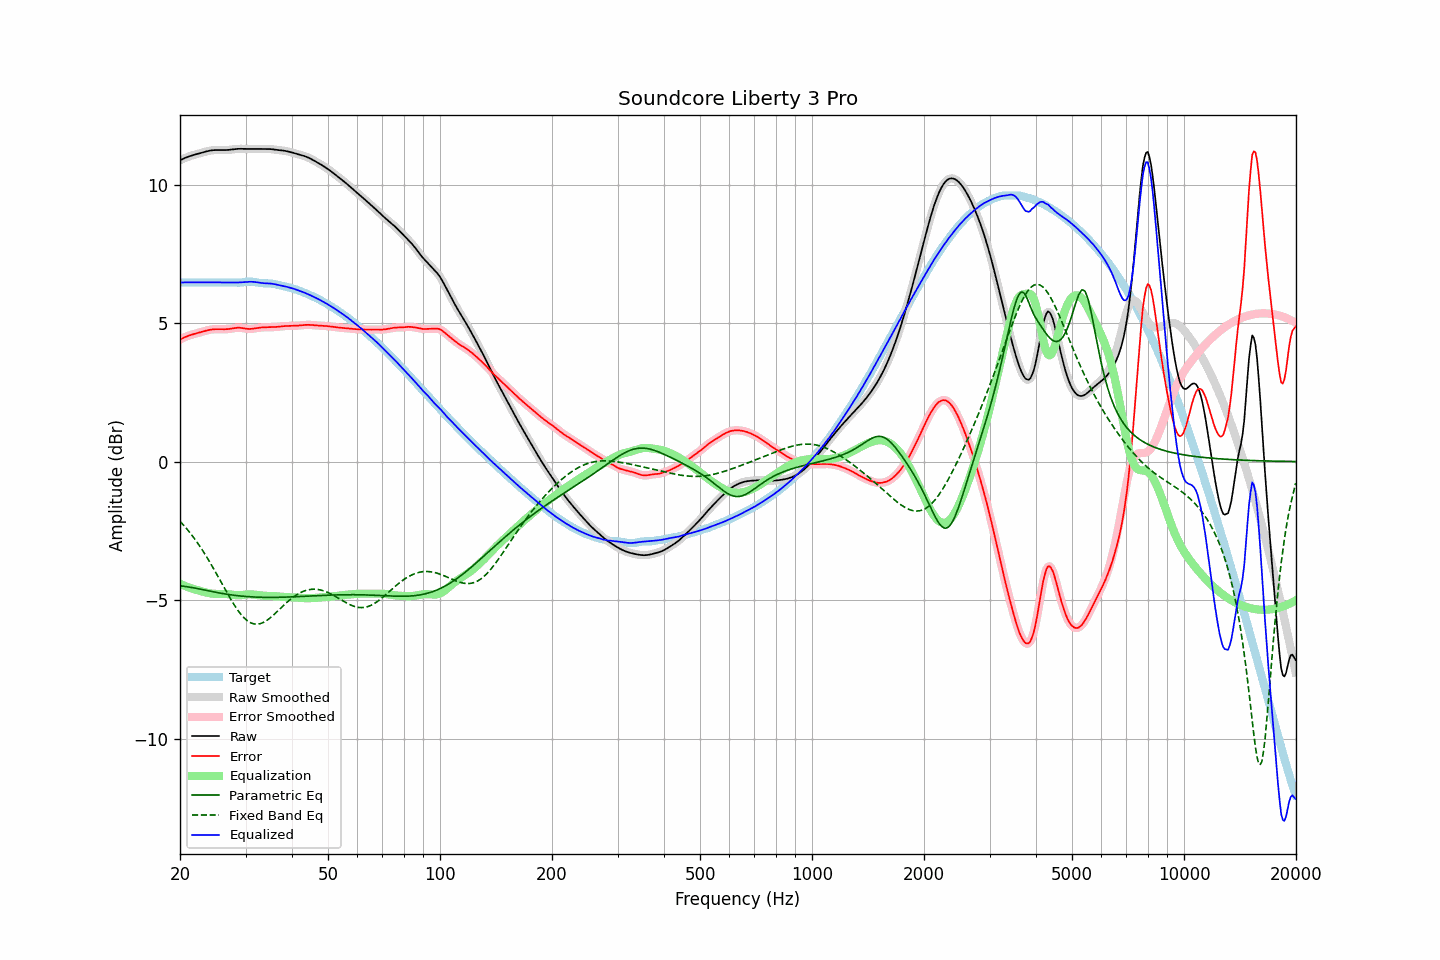 Soundcore Liberty 3 Pro
Amplitude (dBr)
10
5
0
−5
−10
Target
Raw Smoothed
Error Smoothed
Raw
Error
Equalization
Parametric Eq
Fixed Band Eq
Equalized
20 50 100 200 500 1000 2000 5000 10000 20000
Frequency (Hz)